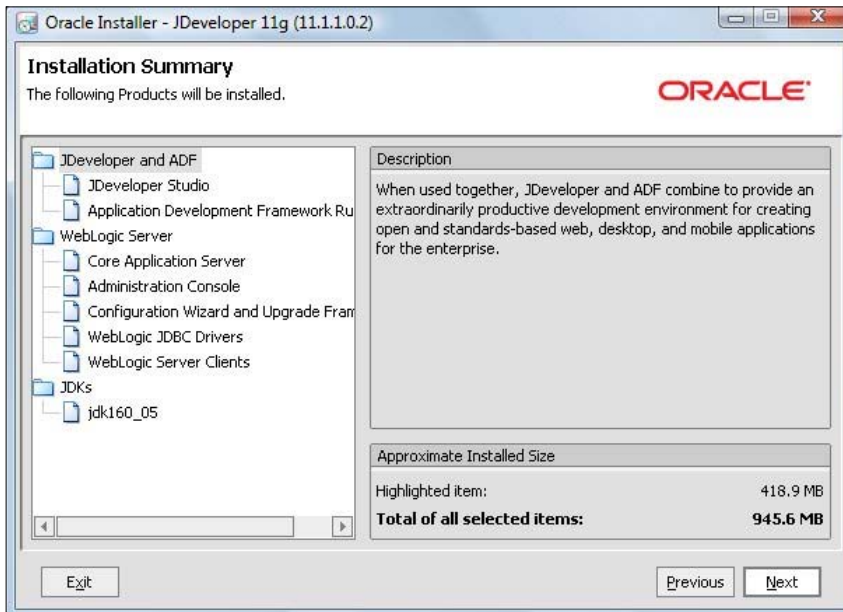 Oracle Installer - JDeveloper 11g (11.1.1.0.2)
Installation Summary
The following Products will be installed.
ORACLE
JDeveloper and ADF
JDeveloper Studio
Application Development Framework Ru
WebLogic Server
Core Application Server
Administration Console
Configuration Wizard and Upgrade Fram
WebLogic JDBC Drivers
WebLogic Server Clients
JDKs
jdk160_05
Description
When used together, JDeveloper and ADF combine to provide an
extraordinarily productive development environment for creating
open and standards-based web, desktop, and mobile applications
for the enterprise.
Approximate Installed Size
Highlighted item: 418.9 MB
Total of all selected items: 945.6 MB
Exit Previous Next